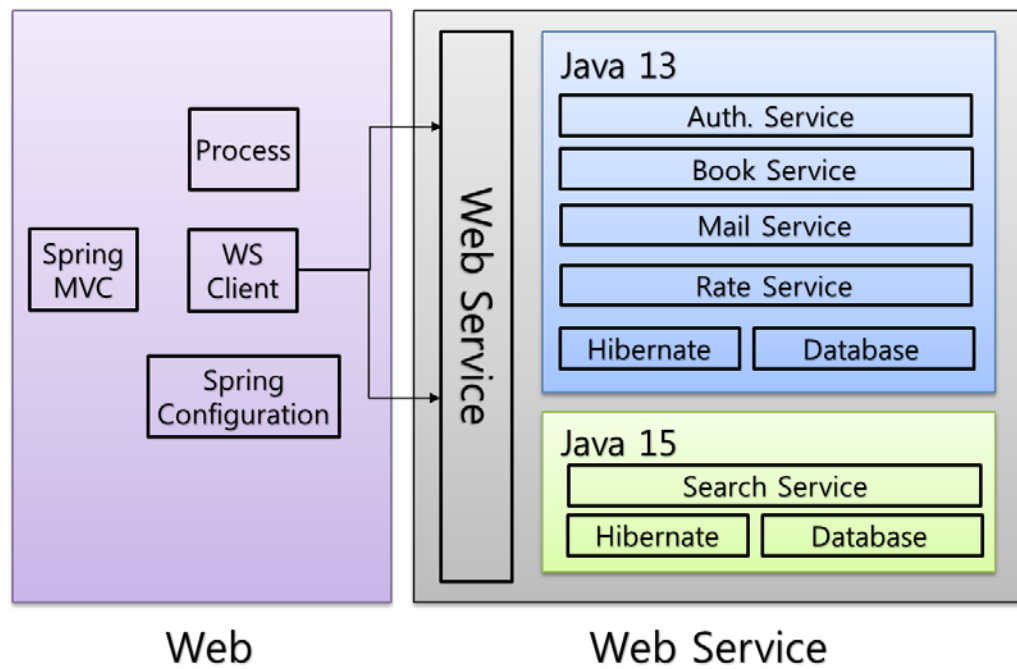 Process
Spring
MVC
WS
Client
Spring
Configuration
Web
Web Service
Java 13
Auth. Service
Book Service
Mail Service
Rate Service
Hibernate
Database
Java 15
Search Service
Hibernate
Database
Web Service